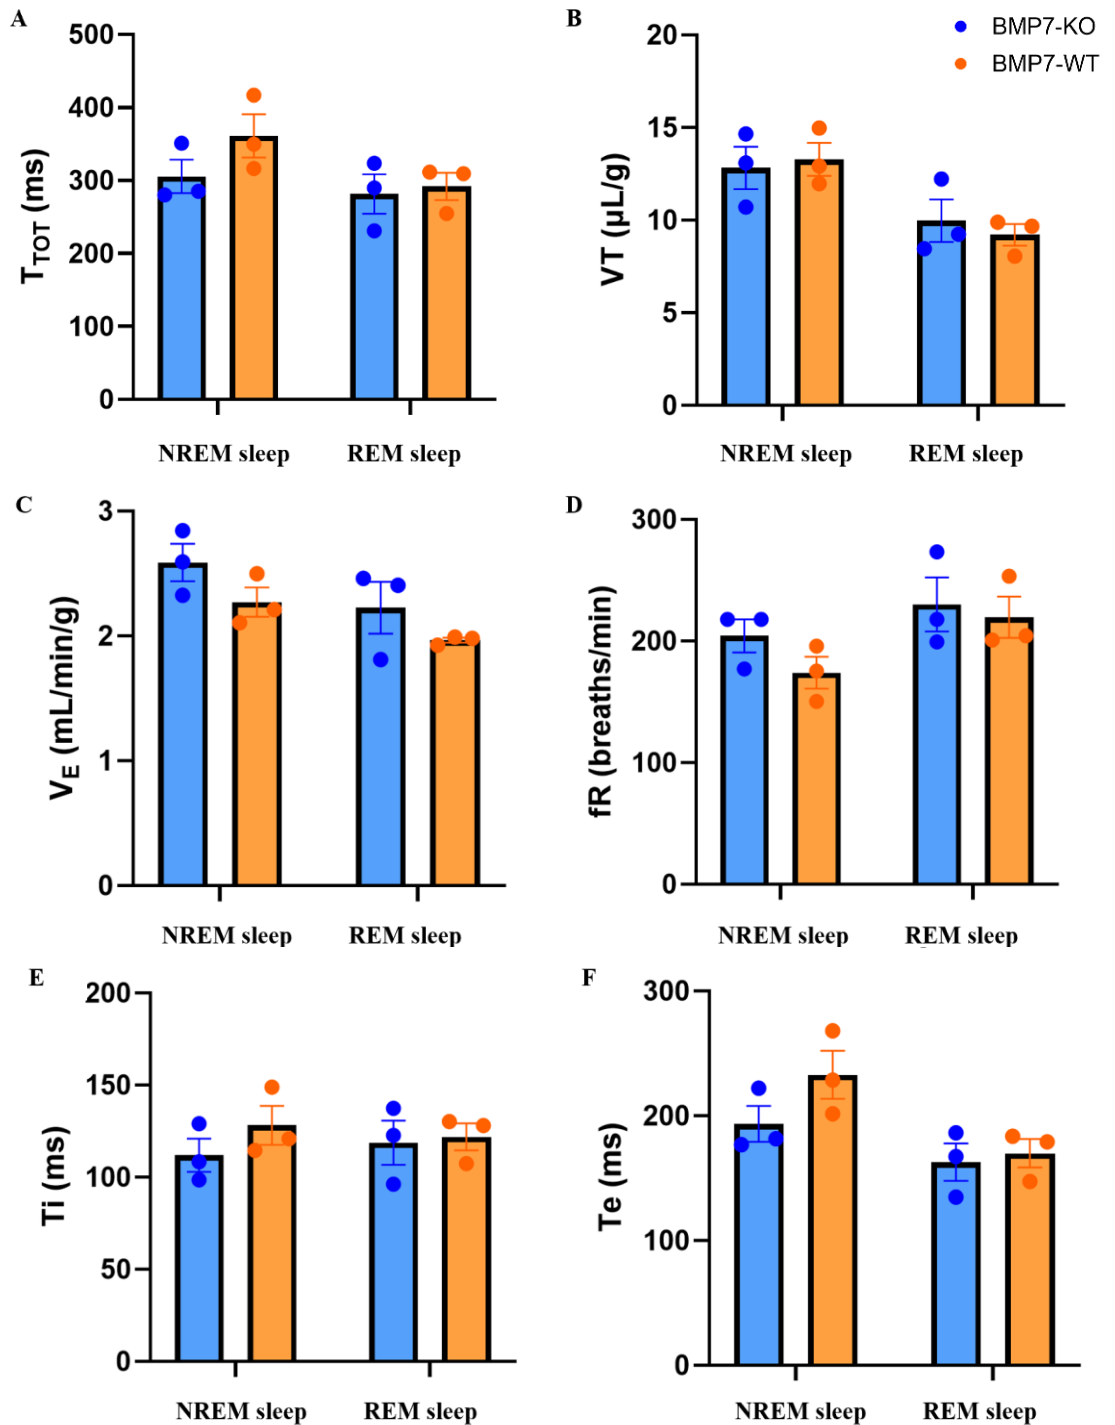 A
500
400
300
200
100
0
T_TOT (ms)
NREM sleep
REM sleep
B
BMP7-KO
BMP7-WT
20
15
10
5
0
VT (µL/g)
NREM sleep
REM sleep
C
3
2
1
0
V_E (mL/min/g)
NREM sleep
REM sleep
D
300
200
100
0
fR (breaths/min)
NREM sleep
REM sleep
E
200
150
100
50
0
Ti (ms)
NREM sleep
REM sleep
F
300
200
100
0
Te (ms)
NREM sleep
REM sleep